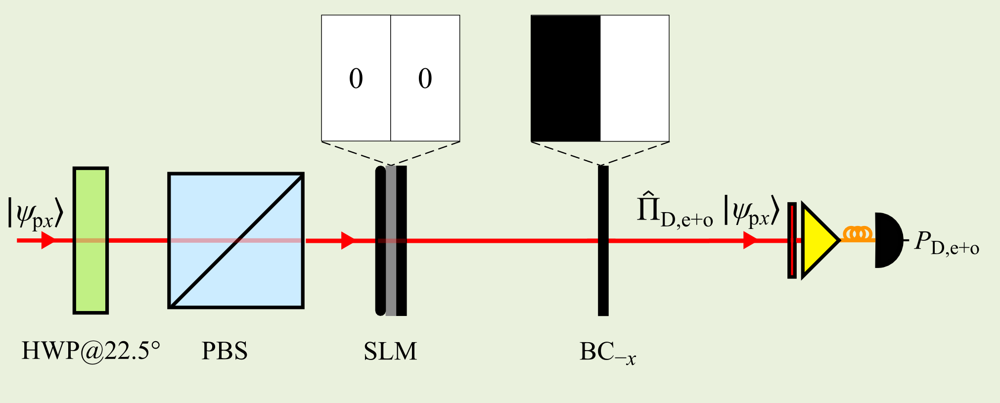 0 0
|ψpx⟩
Π̂D,e+o |ψpx⟩
PD,e+o
HWP@22.5° PBS SLM BC−x